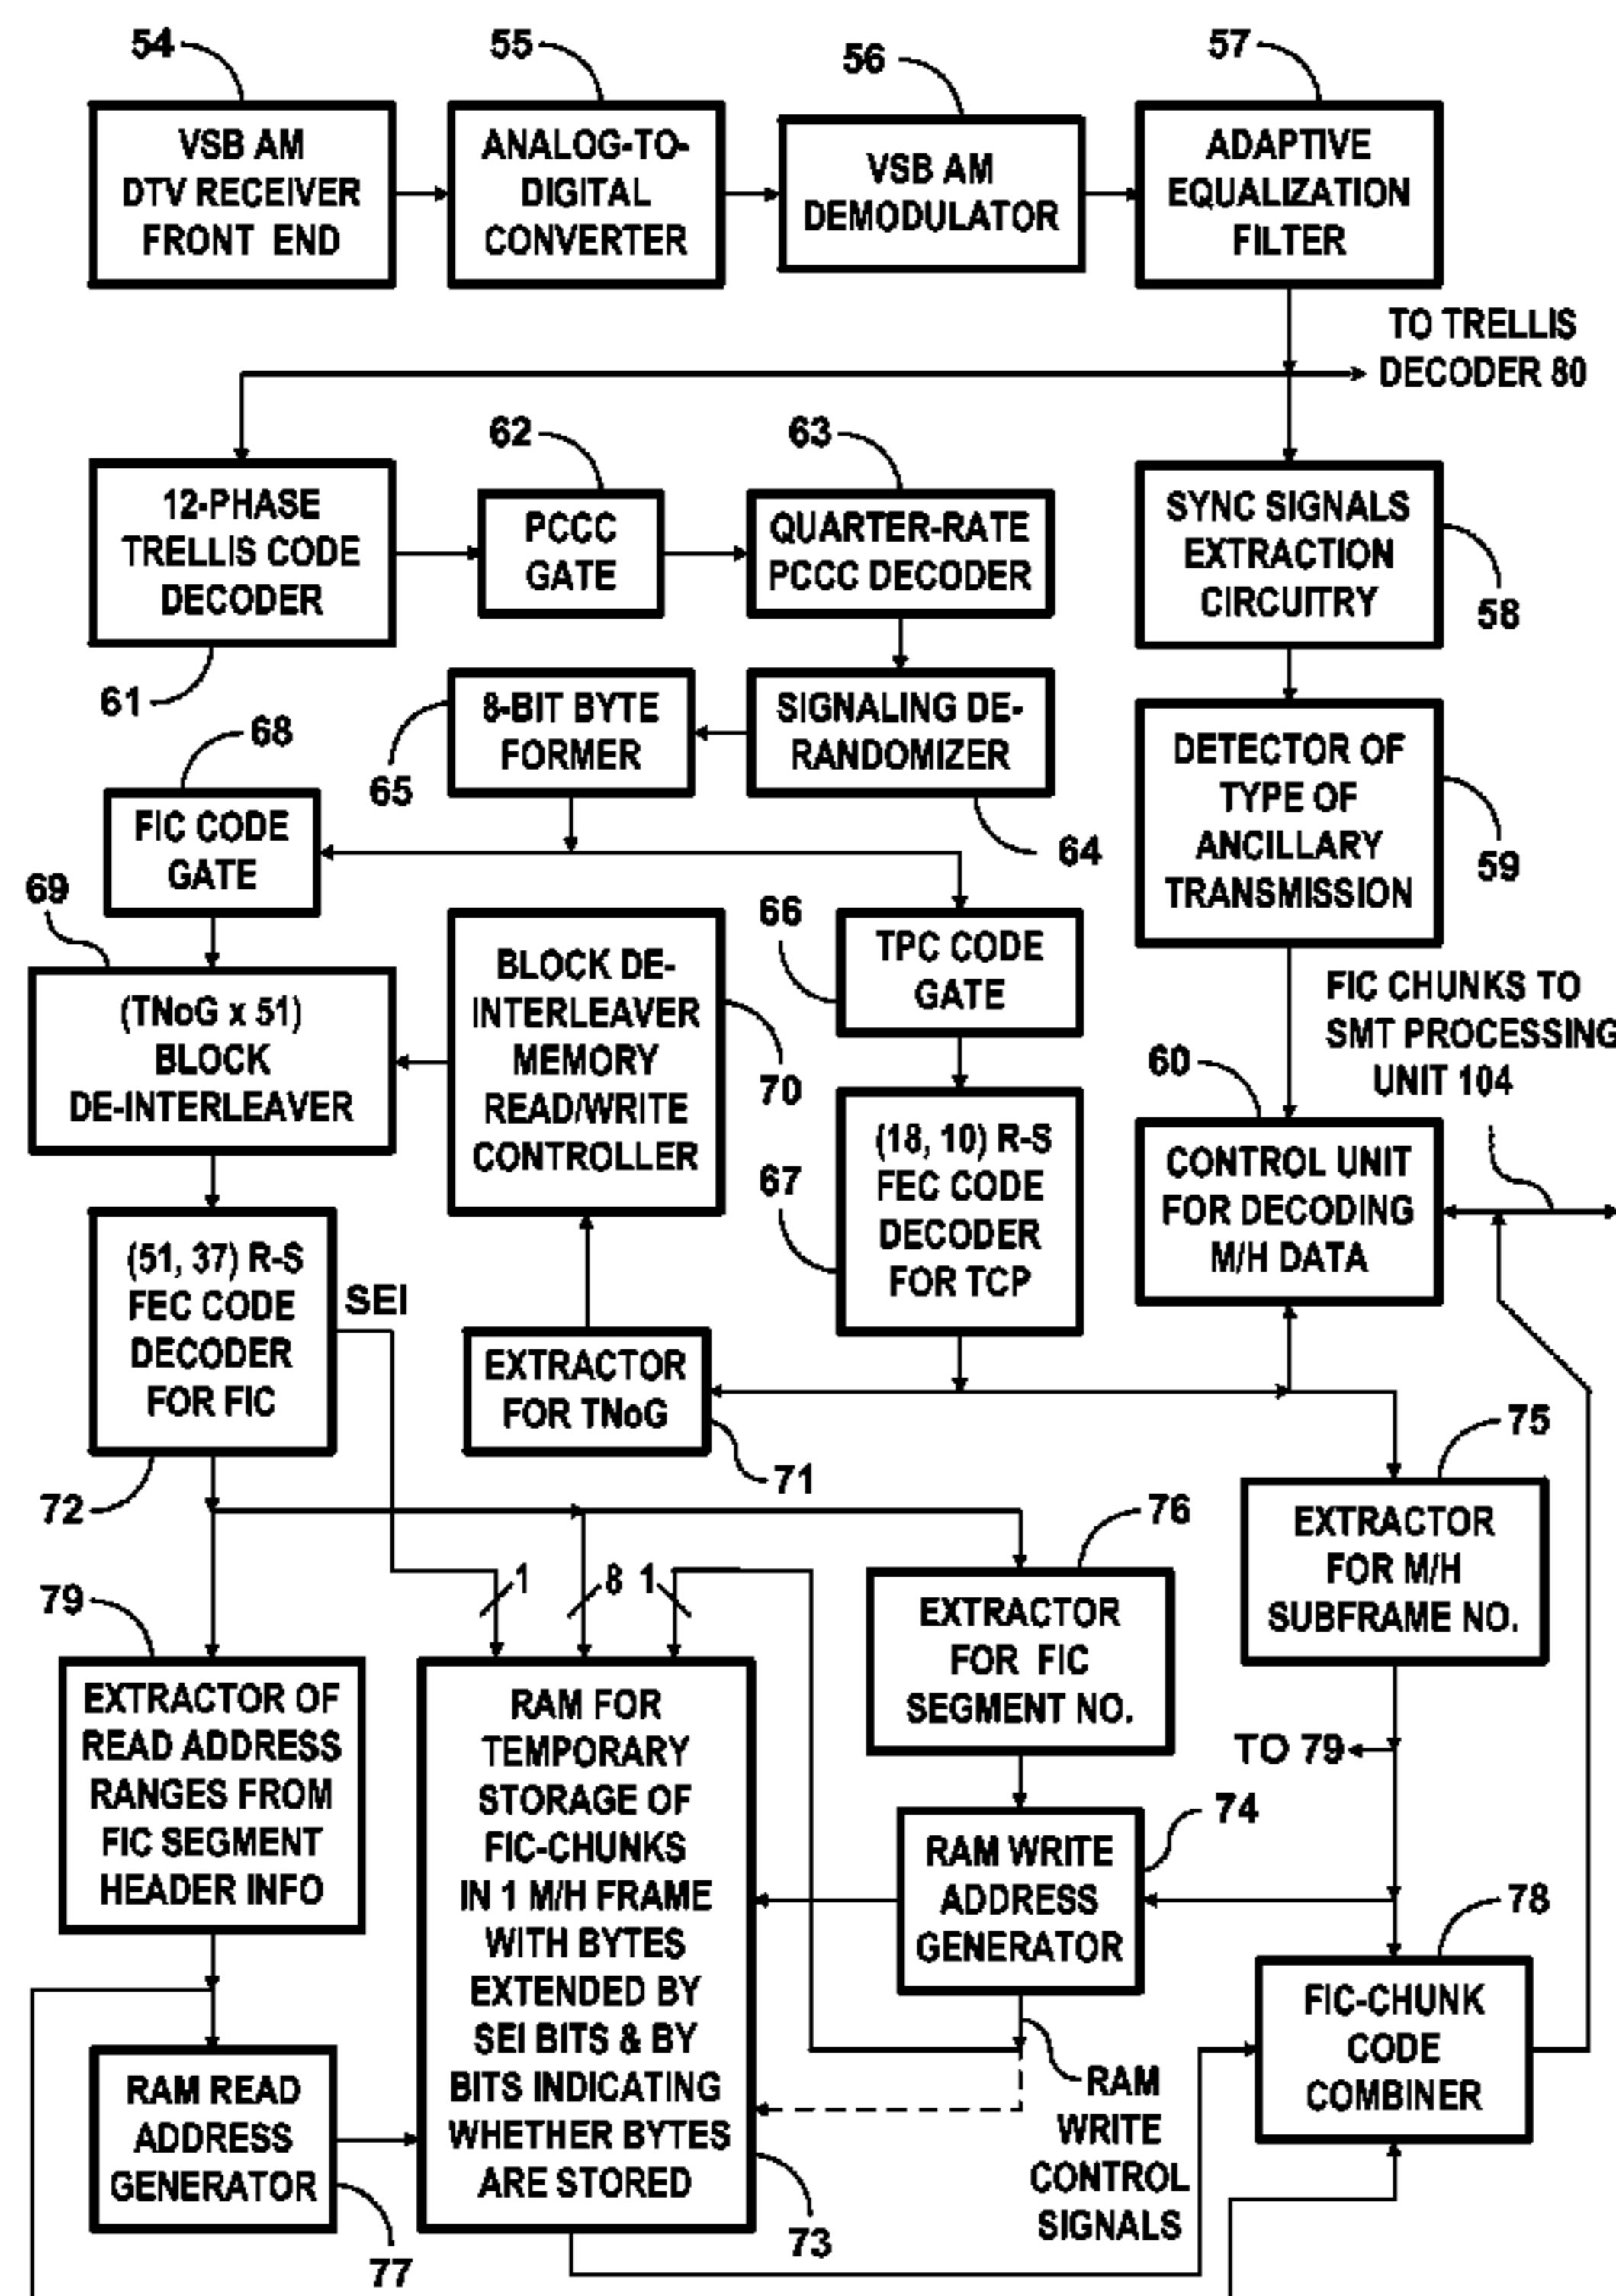 54
55
56
57
VSB AM
DTV RECEIVER
FRONT END
ANALOG-TO-
DIGITAL
CONVERTER
VSB AM
DEMODULATOR
ADAPTIVE
EQUALIZATION
FILTER
TO TRELLIS
DECODER 80
62
63
12-PHASE
TRELLIS CODE
DECODER
PCCC
GATE
QUARTER-RATE
PCCC DECODER
SYNC SIGNALS
EXTRACTION
CIRCUITRY
58
61
68
8-BIT BYTE
FORMER
65
SIGNALING DE-
RANDOMIZER
64
DETECTOR OF
TYPE OF
ANCILLARY
TRANSMISSION
59
FIC CODE
GATE
69
66
(TNoG x 51)
BLOCK
DE-INTERLEAVER
BLOCK DE-
INTERLEAVER
MEMORY
READ/WRITE
CONTROLLER
70
TPC CODE
GATE
FIC CHUNKS TO
SMT PROCESSING
UNIT 104
60
67
(18, 10) R-S
FEC CODE
DECODER
FOR TCP
CONTROL UNIT
FOR DECODING
M/H DATA
(51, 37) R-S
FEC CODE
DECODER
FOR FIC
SEI
EXTRACTOR
FOR TNoG
71
72
75
76
EXTRACTOR
FOR M/H
SUBFRAME NO.
1
8
1
79
EXTRACTOR
FOR FIC
SEGMENT NO.
TO 79
EXTRACTOR OF
READ ADDRESS
RANGES FROM
FIC SEGMENT
HEADER INFO
RAM FOR
TEMPORARY
STORAGE OF
FIC-CHUNKS
IN 1 M/H FRAME
WITH BYTES
EXTENDED BY
SEI BITS & BY
BITS INDICATING
WHETHER BYTES
ARE STORED
74
RAM WRITE
ADDRESS
GENERATOR
78
FIC-CHUNK
CODE
COMBINER
RAM READ
ADDRESS
GENERATOR
RAM
WRITE
CONTROL
SIGNALS
73
77